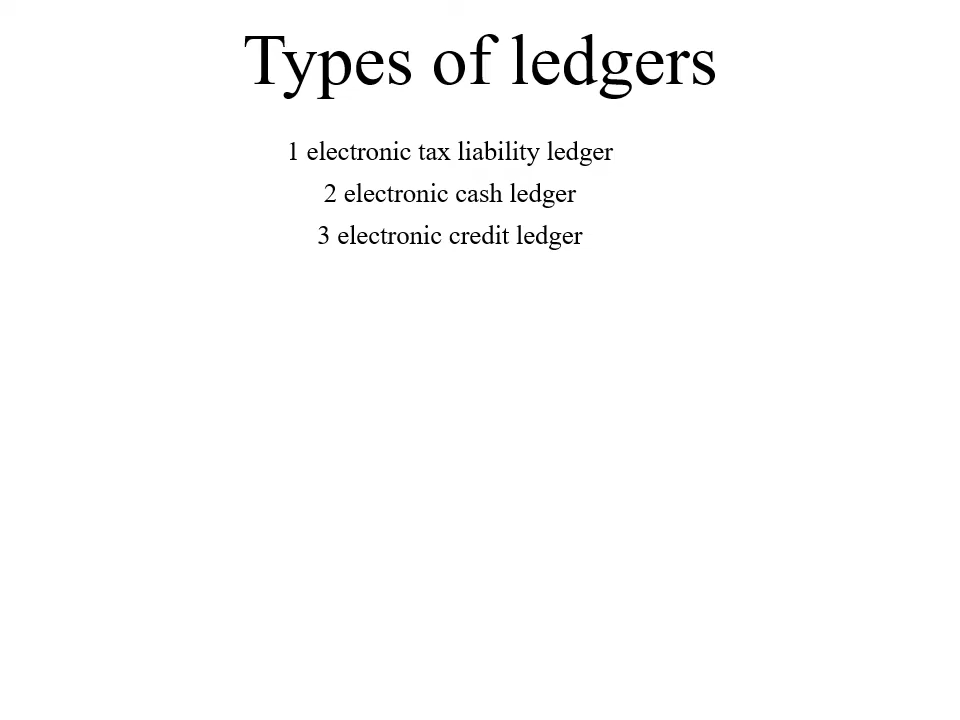 Types of ledgers
1 electronic tax liability ledger
2 electronic cash ledger
3 electronic credit ledger